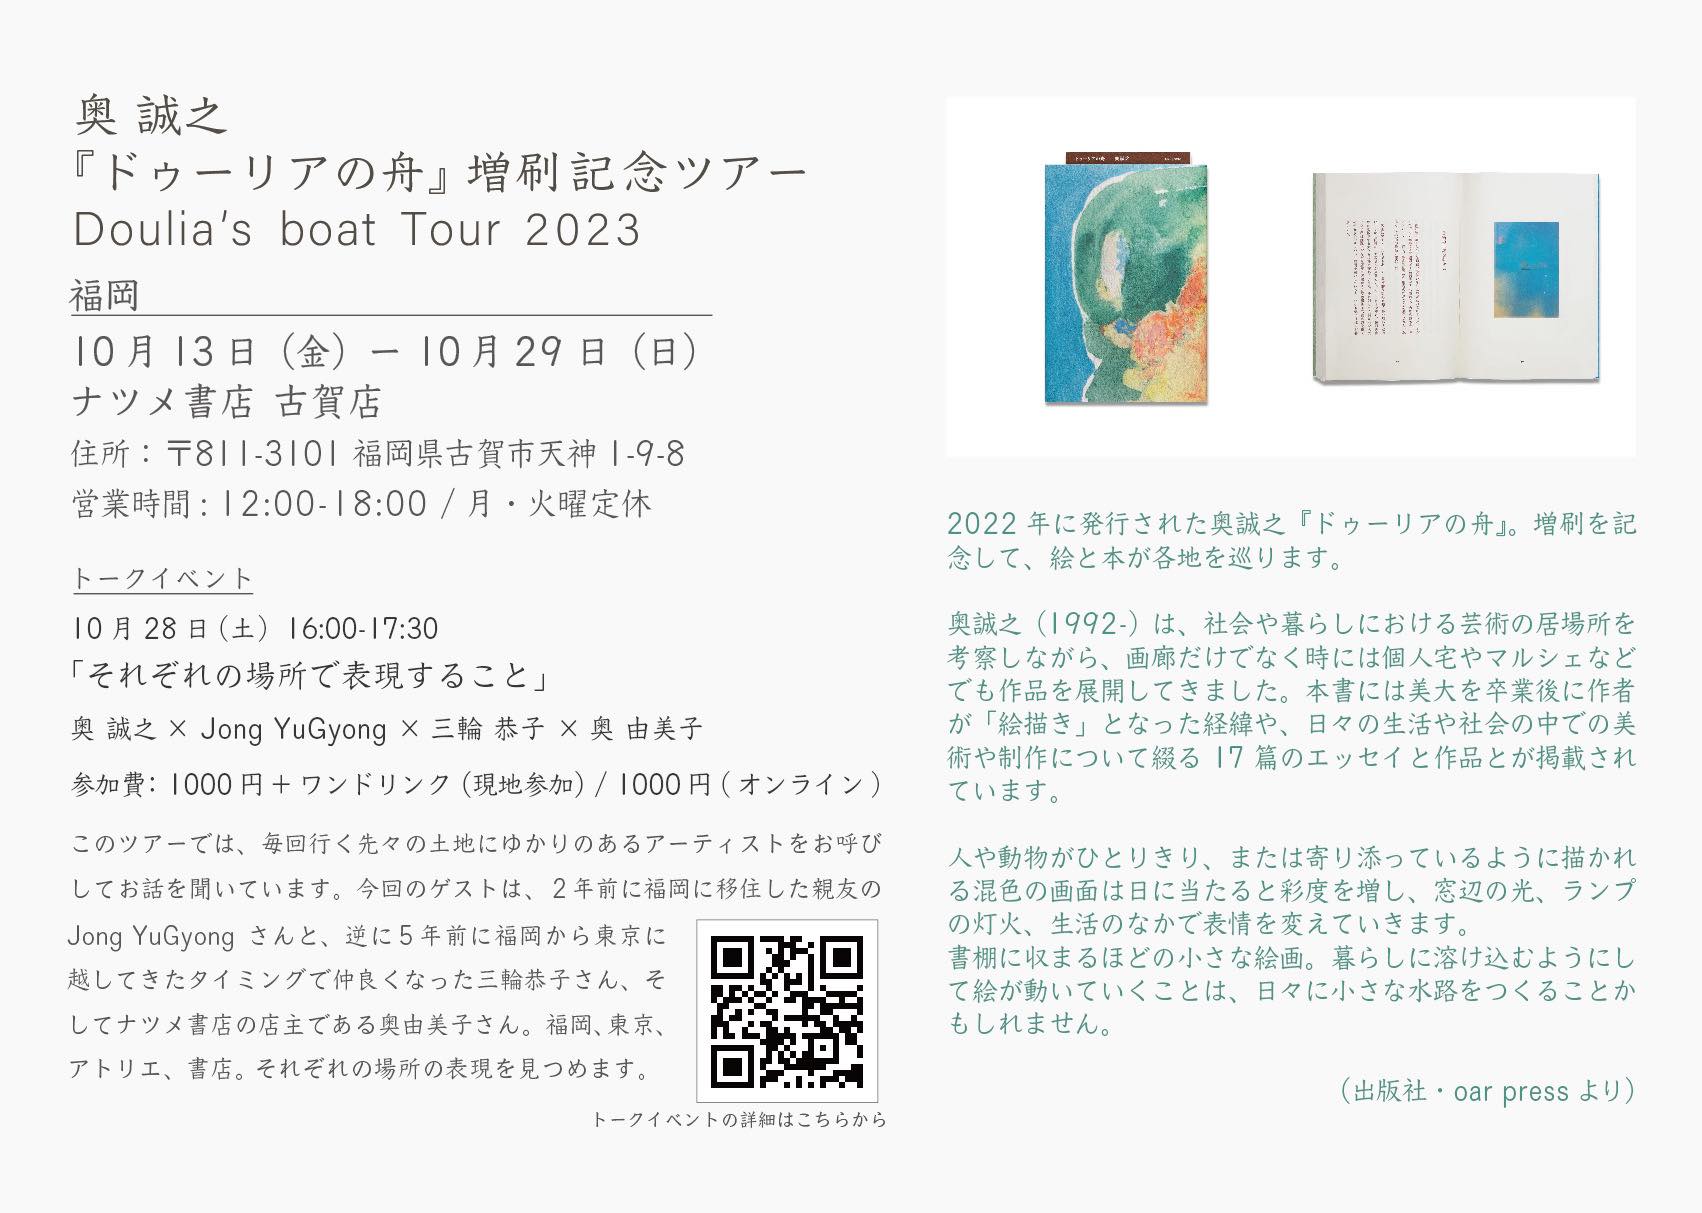 奥 誠之
『ドゥーリアの舟』増刷記念ツアー
Doulia's boat Tour 2023
福岡
10月13日（金）ー10月29日（日）
ナツメ書店 古賀店
住所：〒811-3101 福岡県古賀市天神1-9-8
営業時間：12:00-18:00 / 月・火曜定休
トークイベント
10月28日（土）16:00-17:30
「それぞれの場所で表現すること」
奥 誠之 × Jong YuGyong × 三輪 恭子 × 奥 由美子
参加費：1000円＋ワンドリンク（現地参加）/ 1000円（オンライン）
このツアーでは、毎回行く先々の土地にゆかりのあるアーティストをお呼び
してお話を聞いています。今回のゲストは、2年前に福岡に移住した親友の
Jong YuGyong さんと、逆に5年前に福岡から東京に
越してきたタイミングで仲良くなった三輪恭子さん、そ
してナツメ書店の店主である奥由美子さん。福岡、東京、
アトリエ、書店。それぞれの場所の表現を見つめます。
トークイベントの詳細はこちらから
ドゥーリアの舟 奥誠之
2022年に発行された奥誠之『ドゥーリアの舟』。増刷を記
念して、絵と本が各地を巡ります。
奥誠之（1992-）は、社会や暮らしにおける芸術の居場所を
考察しながら、画廊だけでなく時には個人宅やマルシェなど
でも作品を展開してきました。本書には美大を卒業後に作者
が「絵描き」となった経緯や、日々の生活や社会の中での美
術や制作について綴る 17 篇のエッセイと作品とが掲載され
ています。
人や動物がひとりきり、または寄り添っているように描かれ
る混色の画面は日に当たると彩度を増し、窓辺の光、ランプ
の灯火、生活のなかで表情を変えていきます。
書棚に収まるほどの小さな絵画。暮らしに溶け込むようにし
て絵が動いていくことは、日々に小さな水路をつくることか
もしれません。
（出版社・oar press より）